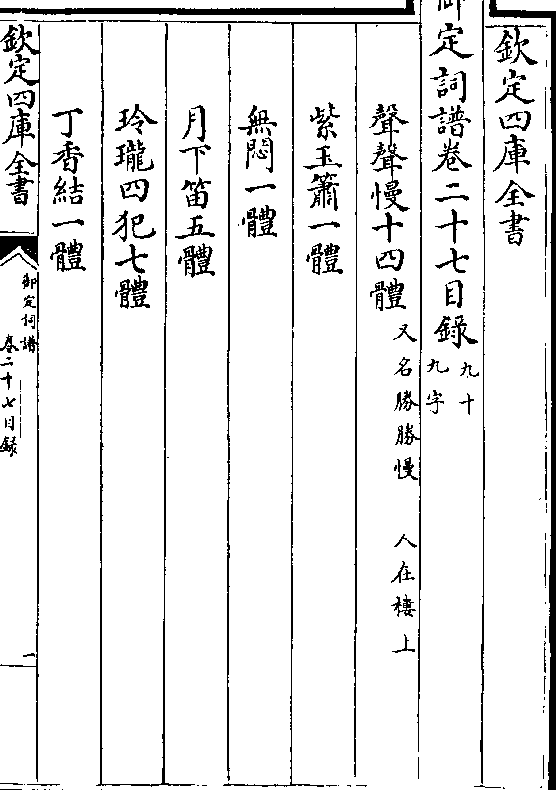 欽定四庫全書
御定詞譜卷二十七目錄 九十九字
聲聲慢十四體 又名勝勝慢 人在樓上
紫玉簫一體
無悶一體
月下笛五體
玲瓏四犯七體
丁香結一體
欽定四庫全書
御定詞譜
卷二十七目錄
一